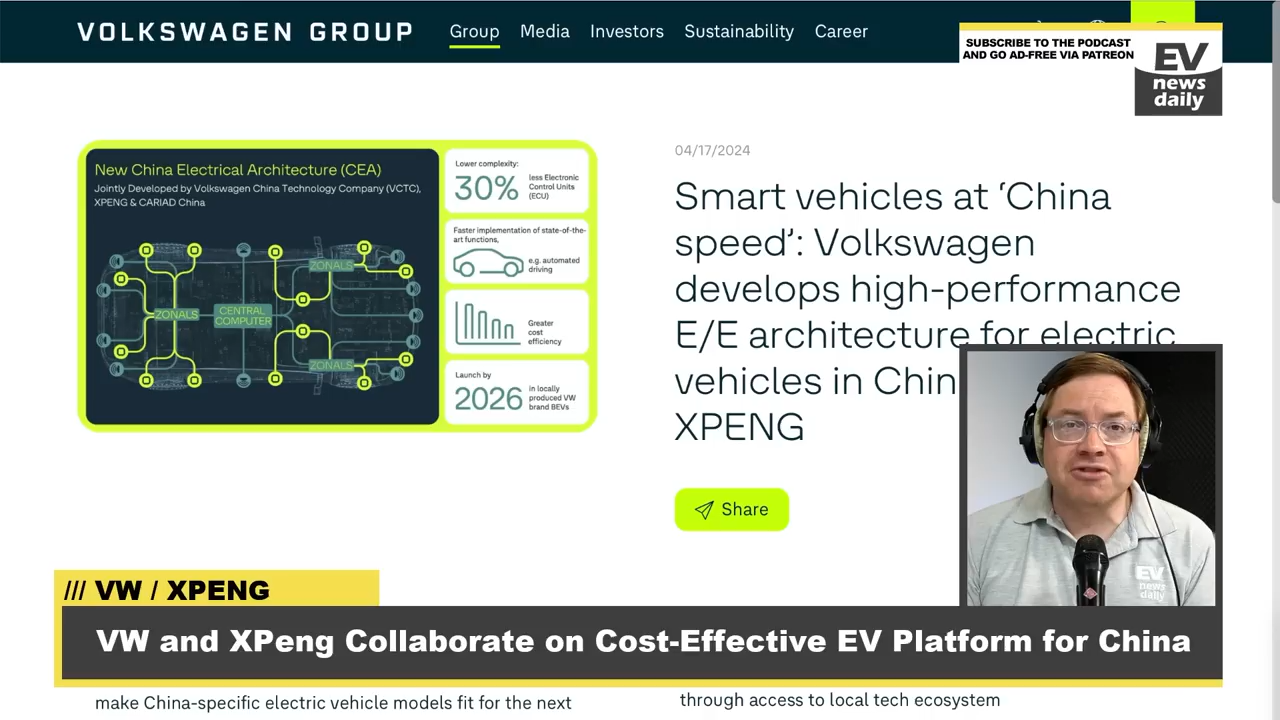 VOLKSWAGEN GROUP
Group Media Investors Sustainability Career
SUBSCRIBE TO THE PODCAST
AND GO AD-FREE VIA PATREON
EV
news
daily
New China Electrical Architecture (CEA)
Jointly Developed by Volkswagen China Technology Company (VCTC),
XPENG & CARIAD China
ZONALS
ZONALS
CENTRAL
COMPUTER
ZONALS
Lower complexity:
30%
less Electronic
Control Units
(ECU)
Faster implementation of state-of-the-
art functions,
e.g. automated
driving
Greater
cost
efficiency
Launch by
2026
in locally
produced VW
brand BEVs
04/17/2024
Smart vehicles at ‘China
speed’: Volkswagen
develops high-performance
E/E architecture for electric
vehicles in Chin
XPENG
Share
EV
news
daily
/// VW / XPENG
VW and XPeng Collaborate on Cost-Effective EV Platform for China
make China-specific electric vehicle models fit for the next
through access to local tech ecosystem